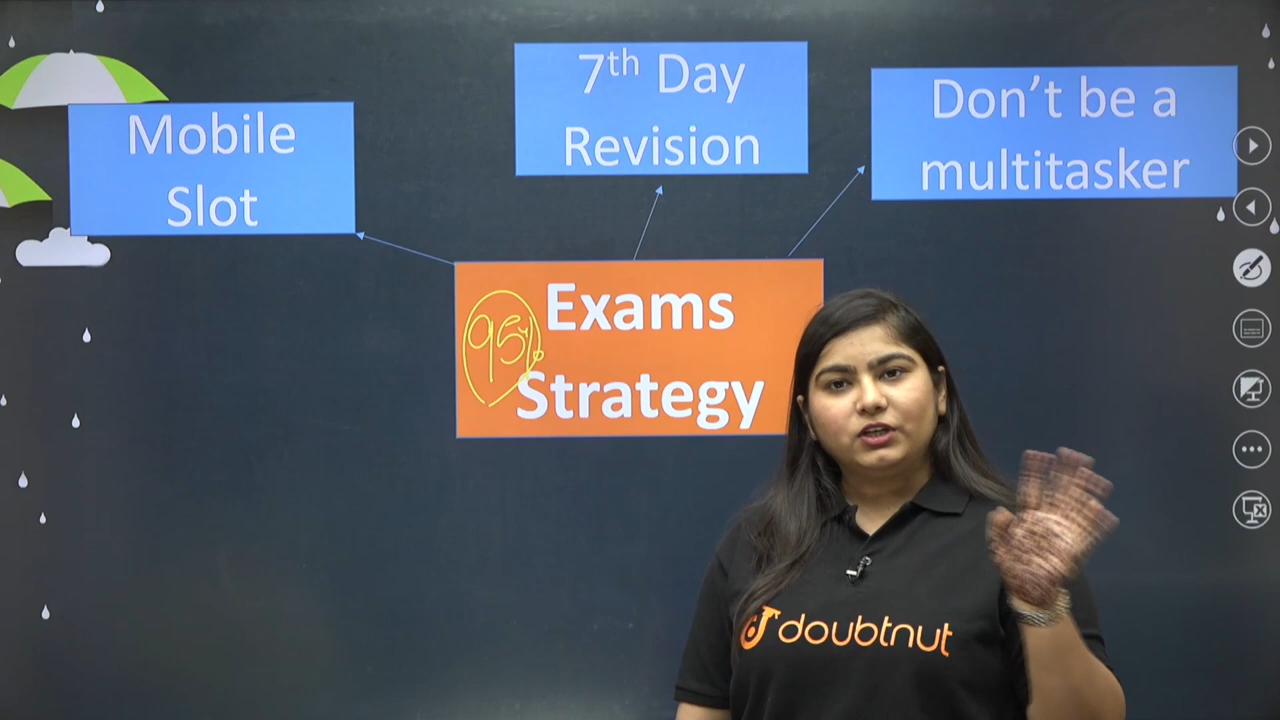 Mobile
Slot
7th Day
Revision
Don't be a
multitasker
Exams
Strategy
95%
doubtnut